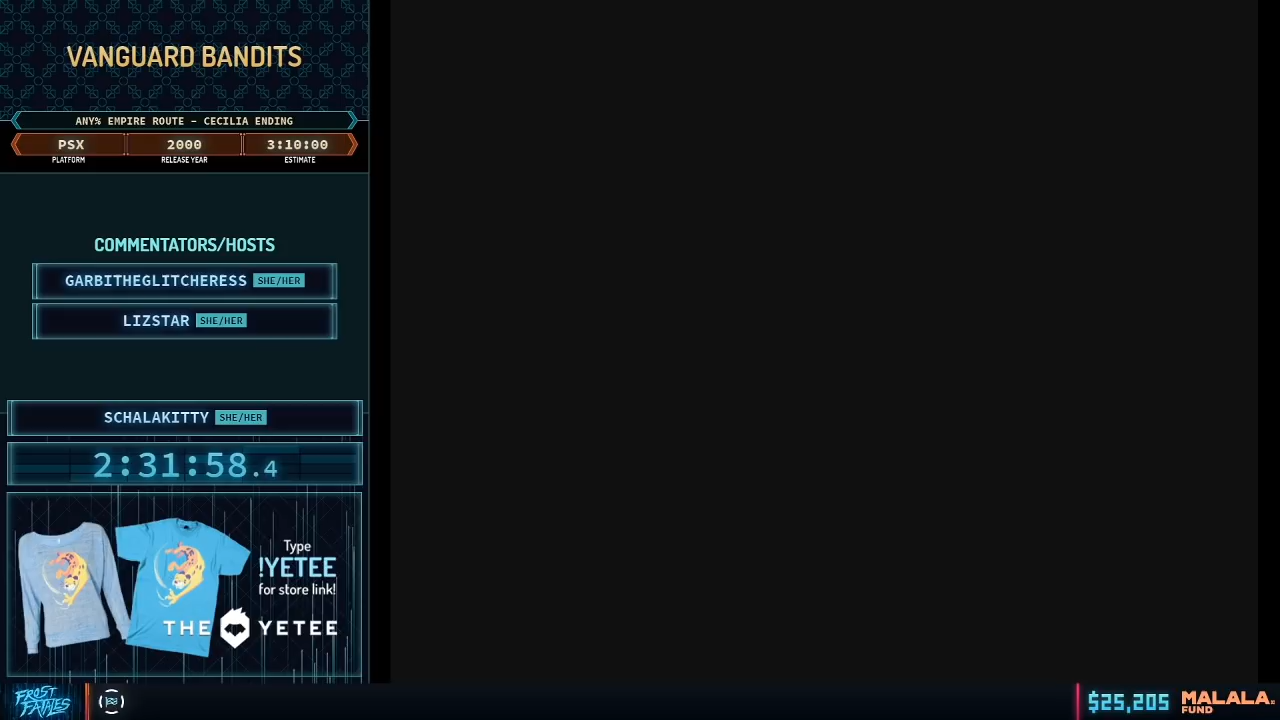 VANGUARD BANDITS
ANY% EMPIRE ROUTE – CECILIA ENDING
PSX 2000 3:10:00
PLATFORM RELEASE YEAR ESTIMATE
COMMENTATORS/HOSTS
GARBITHEGLITCHERESS SHE/HER
LIZSTAR SHE/HER
SCHALAKITTY SHE/HER
2:31:58.4
Type
!YETEE
for store link!
THE YETEE
FROST FATALES
$25,205
MALALA
FUND